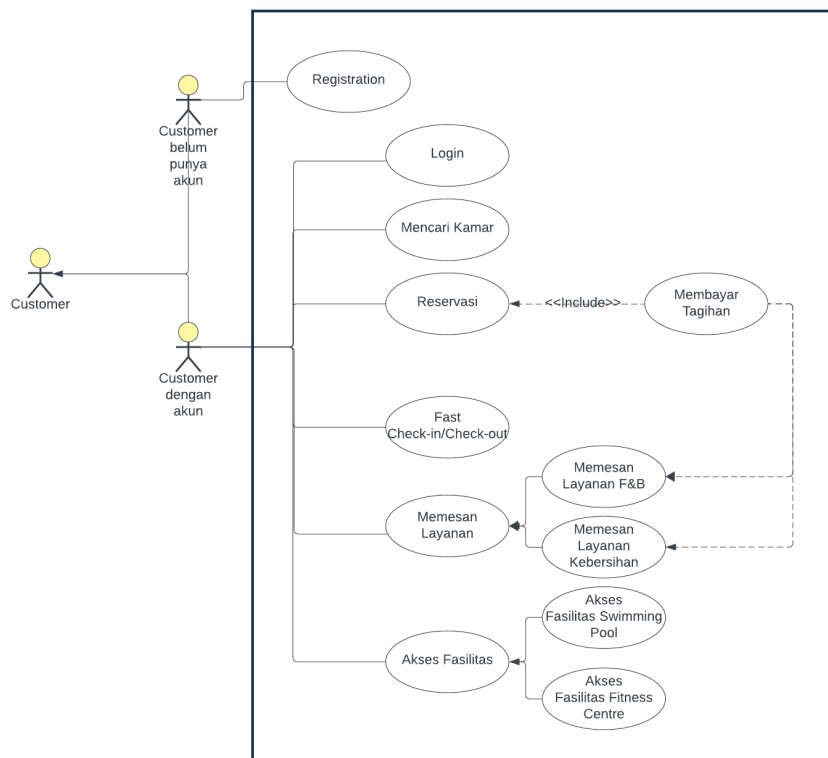 Registration
Customer
belum
punya
akun
Login
Mencari Kamar
Customer
Reservasi
<<Include>>
Membayar
Tagihan
Customer
dengan
akun
Fast
Check-in/Check-out
Memesan
Layanan F&B
Memesan
Layanan
Memesan
Layanan
Kebersihan
Akses
Fasilitas Swimming
Pool
Akses Fasilitas
Akses
Fasilitas Fitness
Centre